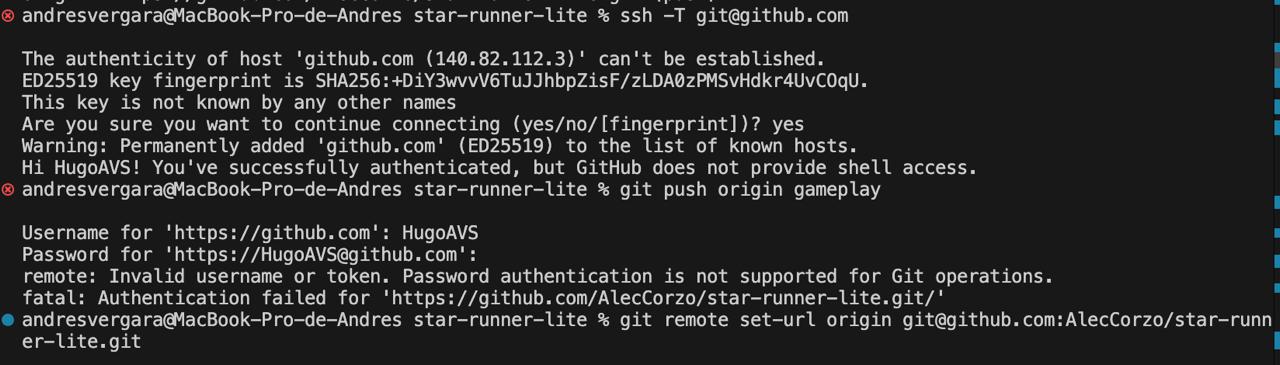 andresvergara@MacBook-Pro-de-Andres star-runner-lite % ssh -T git@github.com
The authenticity of host 'github.com (140.82.112.3)' can't be established.
ED25519 key fingerprint is SHA256:+DiY3wvvV6TuJJhbpZisF/zLDA0zPMSvHdkr4UvCOqU.
This key is not known by any other names
Are you sure you want to continue connecting (yes/no/[fingerprint])? yes
Warning: Permanently added 'github.com' (ED25519) to the list of known hosts.
Hi HugoAVS! You've successfully authenticated, but GitHub does not provide shell access.
andresvergara@MacBook-Pro-de-Andres star-runner-lite % git push origin gameplay
Username for 'https://github.com': HugoAVS
Password for 'https://HugoAVS@github.com':
remote: Invalid username or token. Password authentication is not supported for Git operations.
fatal: Authentication failed for 'https://github.com/AlecCorzo/star-runner-lite.git/'
andresvergara@MacBook-Pro-de-Andres star-runner-lite % git remote set-url origin git@github.com:AlecCorzo/star-runn
er-lite.git